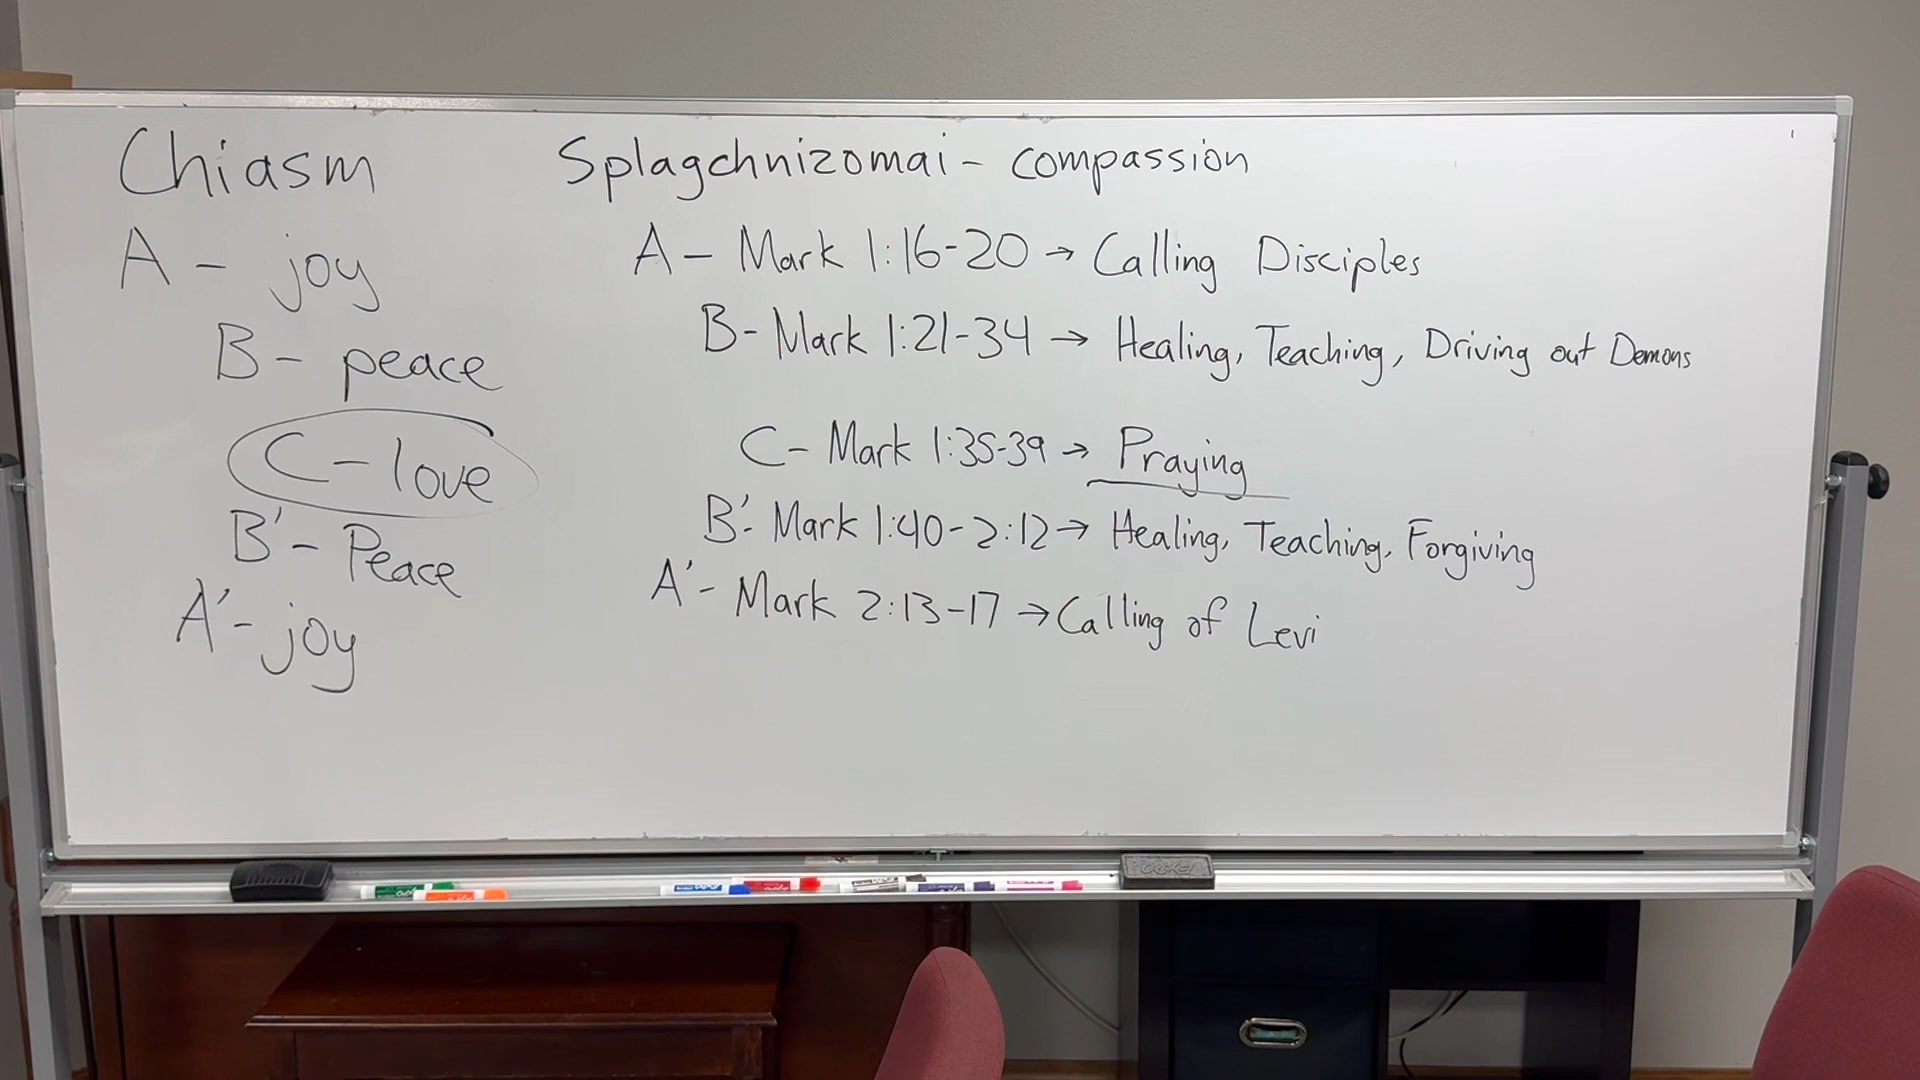 Chiasm
A - joy
B - peace
C - love
B' - Peace
A' - joy
Splagchnizomai - compassion
A - Mark 1:16-20 → Calling Disciples
B - Mark 1:21-34 → Healing, Teaching, Driving out Demons
C - Mark 1:35-39 → Praying
B' - Mark 1:40-2:12 → Healing, Teaching, Forgiving
A' - Mark 2:13-17 → Calling of Levi